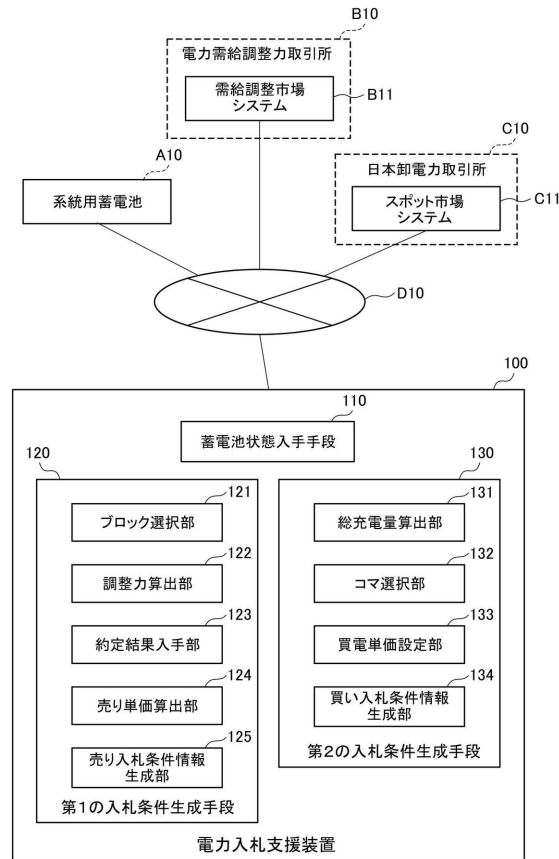 B10
電力需給調整力取引所
需給調整市場
システム
B11
C10
A10
日本卸電力取引所
系統用蓄電池
スポット市場
システム
C11
D10
100
110
蓄電池状態入手手段
120
130
121
ブロック選択部
122
調整力算出部
123
約定結果入手部
124
売り単価算出部
125
売り入札条件情報
生成部
第1の入札条件生成手段
131
総充電量算出部
132
コマ選択部
133
買電単価設定部
134
買い入札条件情報
生成部
第2の入札条件生成手段
電力入札支援装置